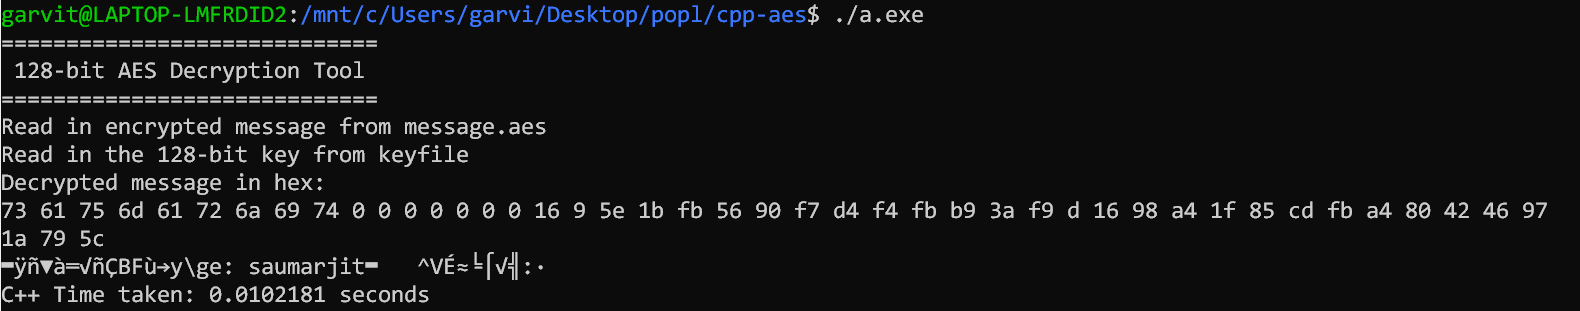 garvit@LAPTOP-LMFRDID2:/mnt/c/Users/garvi/Desktop/popl/cpp-aes$ ./a.exe
=============================
 128-bit AES Decryption Tool
=============================
Read in encrypted message from message.aes
Read in the 128-bit key from keyfile
Decrypted message in hex:
73 61 75 6d 61 72 6a 69 74 0 0 0 0 0 0 0 16 9 5e 1b fb 56 90 f7 d4 f4 fb b9 3a f9 d 16 98 a4 1f 85 cd fb a4 80 42 46 97
1a 79 5c
▬ÿñ▼à═√ñÇBFù→y\ge: saumarjit▬   ^VÉ≈╘⌠√╣:∙
C++ Time taken: 0.0102181 seconds